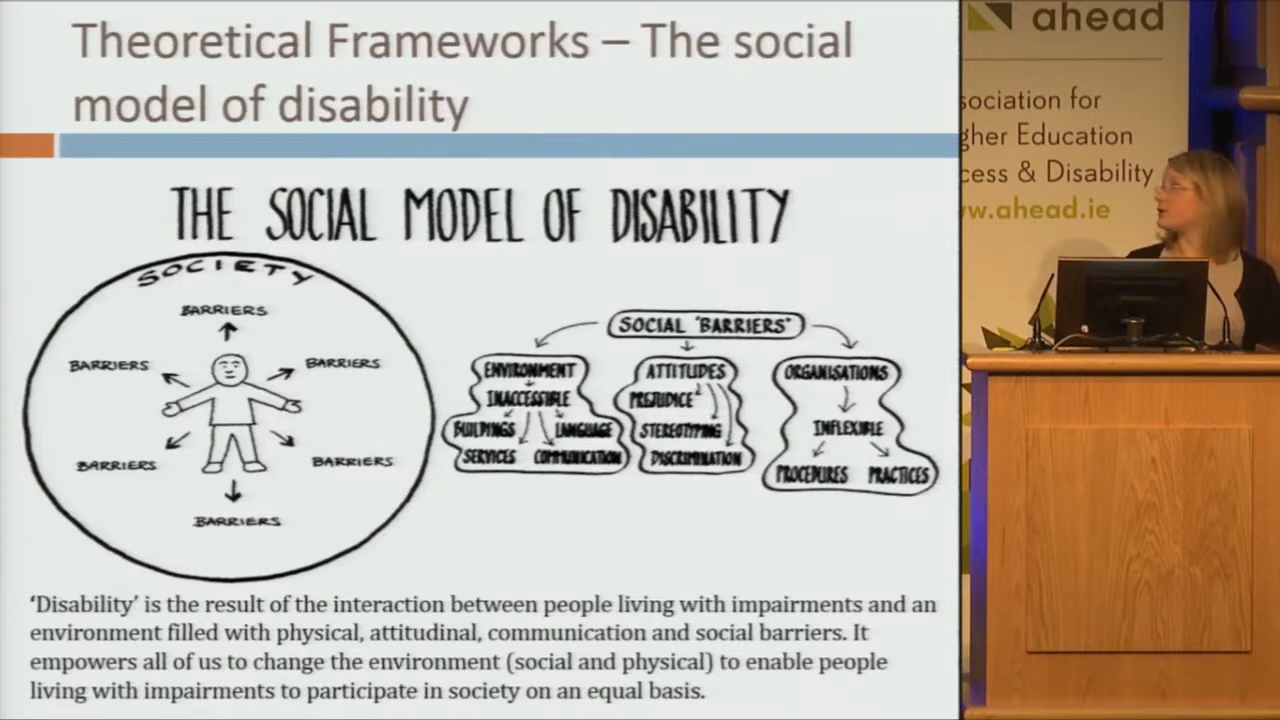 Theoretical Frameworks – The social
model of disability
THE SOCIAL MODEL OF DISABILITY
SOCIETY
BARRIERS
BARRIERS
BARRIERS
BARRIERS
BARRIERS
BARRIERS
SOCIAL "BARRIERS"
ENVIRONMENT
INACCESSIBLE
BUILDINGS LANGUAGE
SERVICES COMMUNICATION
ATTITUDES
PREJUDICE
STEREOTYPING
DISCRIMINATION
ORGANISATIONS
INFLEXIBLE
PROCEDURES PRACTICES
'Disability' is the result of the interaction between people living with impairments and an
environment filled with physical, attitudinal, communication and social barriers. It
empowers all of us to change the environment (social and physical) to enable people
living with impairments to participate in society on an equal basis.
ahead
sociation for
gher Education
cess & Disability
w.ahead.ie